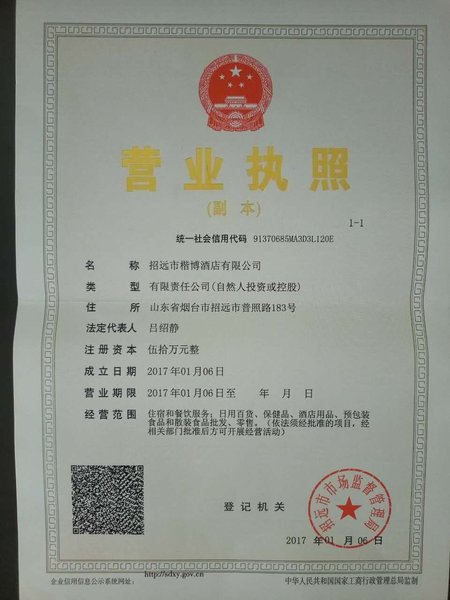 营业执照
(副 本)
1-1
统一社会信用代码 91370685MA3D3LJ20E
名 称 招远市楷博酒店有限公司
类 型 有限责任公司(自然人投资或控股)
住 所 山东省烟台市招远市普照路183号
法定代表人 吕绍静
注册资本 伍拾万元整
成立日期 2017年01月06日
营业期限 2017年01月06日至 年 月 日
经营范围 住宿和餐饮服务；日用百货、保健品、酒店用品、预包装
食品和散装食品批发、零售。（依法须经批准的项目，经
相关部门批准后方可开展经营活动）
登记机关
招远市市场监督管理局
2017 年01 月 06 日
企业信用信息公示系统网址：
http://sdxy.gov.cn
中华人民共和国国家工商行政管理总局监制